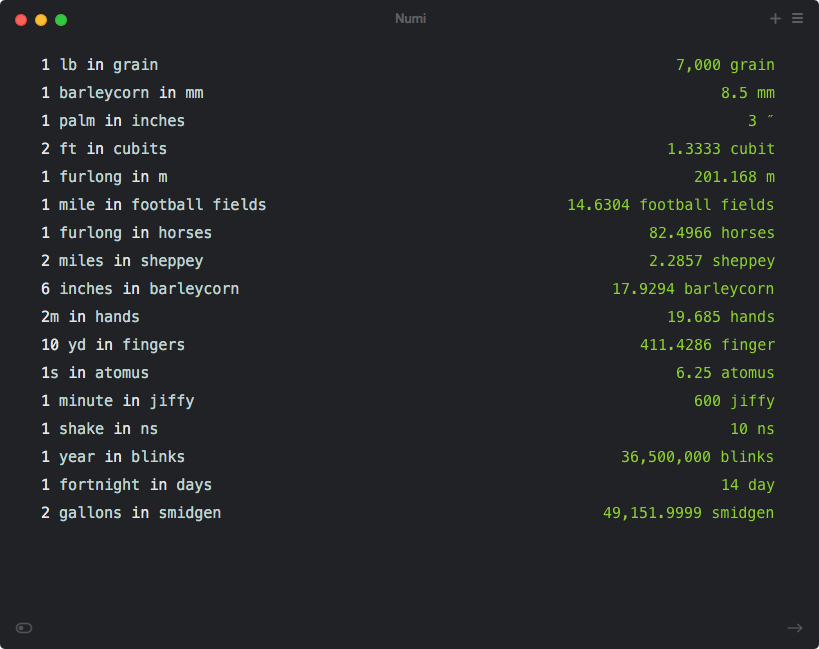 Numi
1 lb in grain 7,000 grain
1 barleycorn in mm 8.5 mm
1 palm in inches 3 ″
2 ft in cubits 1.3333 cubit
1 furlong in m 201.168 m
1 mile in football fields 14.6304 football fields
1 furlong in horses 82.4966 horses
2 miles in sheppey 2.2857 sheppey
6 inches in barleycorn 17.9294 barleycorn
2m in hands 19.685 hands
10 yd in fingers 411.4286 finger
1s in atomus 6.25 atomus
1 minute in jiffy 600 jiffy
1 shake in ns 10 ns
1 year in blinks 36,500,000 blinks
1 fortnight in days 14 day
2 gallons in smidgen 49,151.9999 smidgen